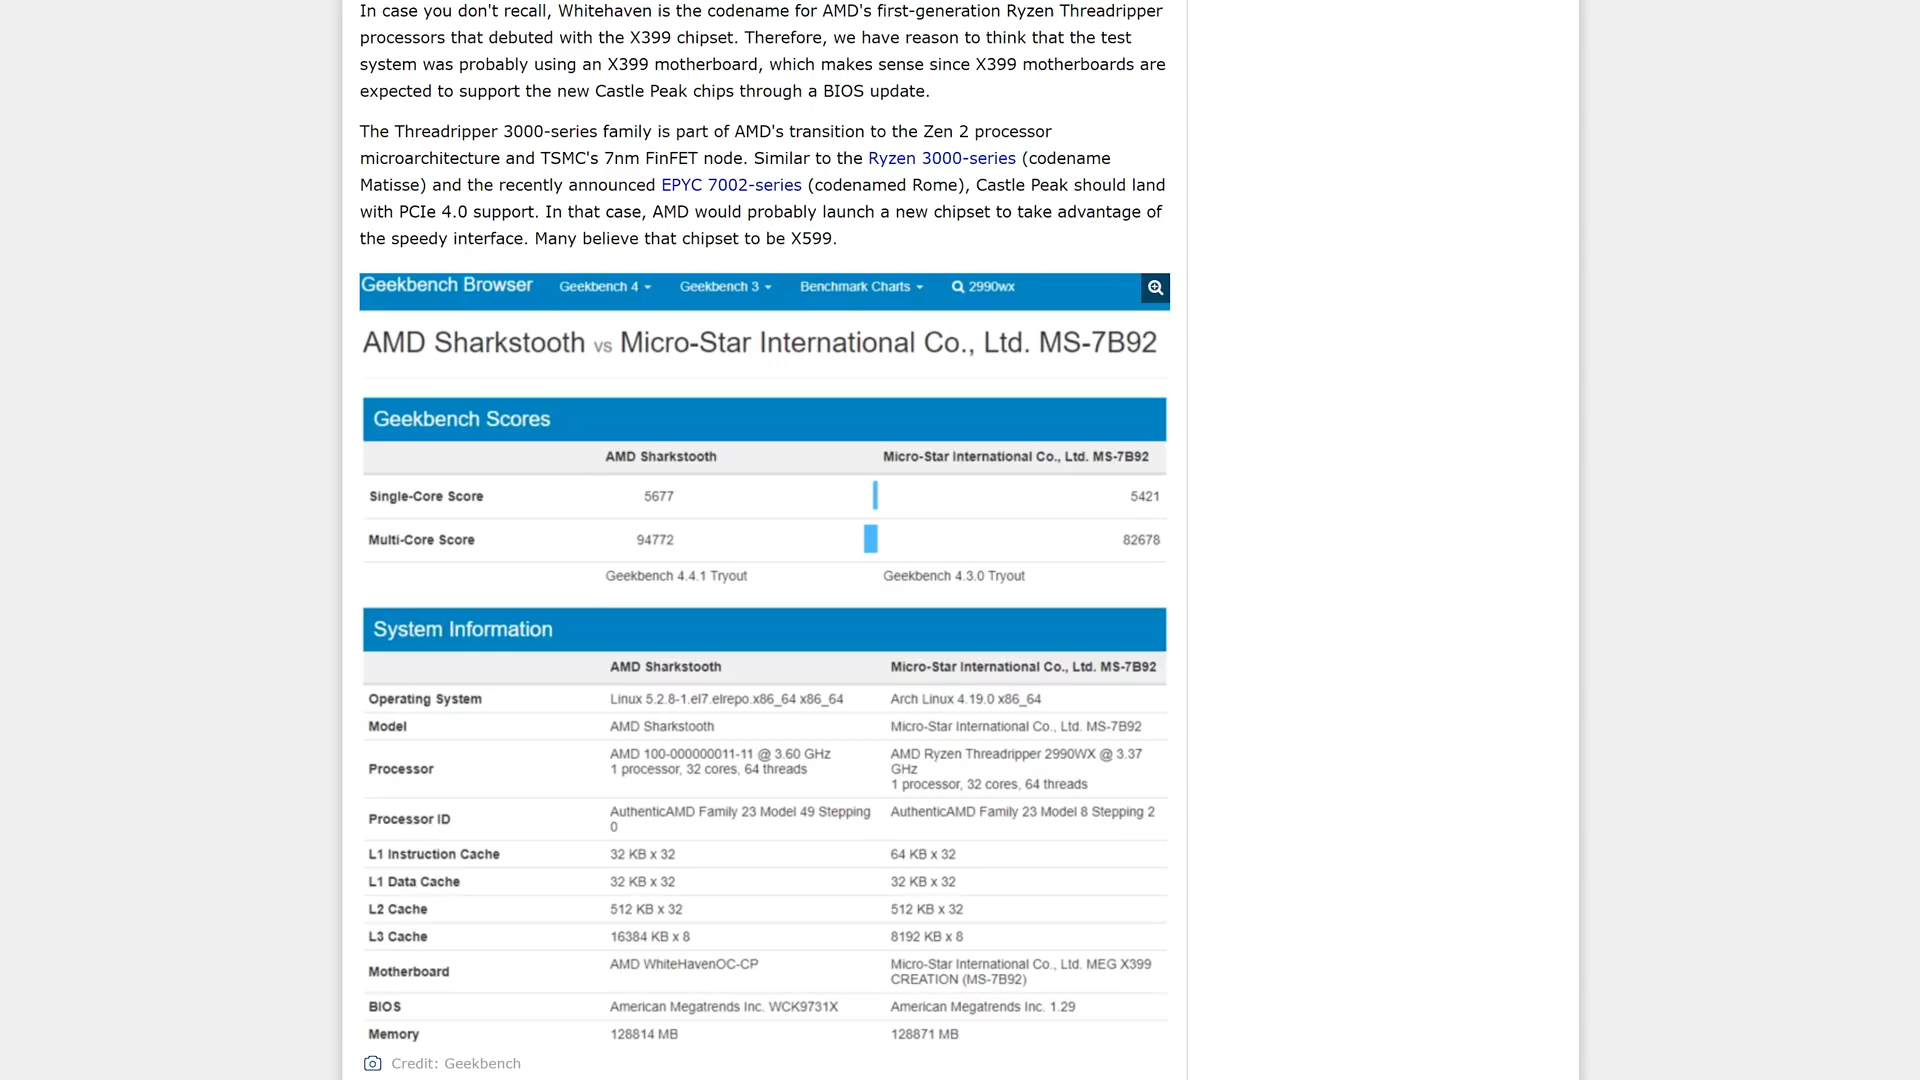 In case you don't recall, Whitehaven is the codename for AMD's first-generation Ryzen Threadripper
processors that debuted with the X399 chipset. Therefore, we have reason to think that the test
system was probably using an X399 motherboard, which makes sense since X399 motherboards are
expected to support the new Castle Peak chips through a BIOS update.
The Threadripper 3000-series family is part of AMD's transition to the Zen 2 processor
microarchitecture and TSMC's 7nm FinFET node. Similar to the Ryzen 3000-series (codename
Matisse) and the recently announced EPYC 7002-series (codenamed Rome), Castle Peak should land
with PCIe 4.0 support. In that case, AMD would probably launch a new chipset to take advantage of
the speedy interface. Many believe that chipset to be X599.
Geekbench Browser Geekbench 4 Geekbench 3 Benchmark Charts 2990wx
AMD Sharkstooth vs Micro-Star International Co., Ltd. MS-7B92
Geekbench Scores
AMD Sharkstooth Micro-Star International Co., Ltd. MS-7B92
Single-Core Score 5677 5421
Multi-Core Score 94772 82678
Geekbench 4.4.1 Tryout Geekbench 4.3.0 Tryout
System Information
AMD Sharkstooth Micro-Star International Co., Ltd. MS-7B92
Operating System Linux 5.2.8-1.el7.elrepo.x86_64 x86_64 Arch Linux 4.19.0 x86_64
Model AMD Sharkstooth Micro-Star International Co., Ltd. MS-7B92
Processor AMD 100-000000011-11 @ 3.60 GHz
1 processor, 32 cores, 64 threads AMD Ryzen Threadripper 2990WX @ 3.37
GHz
1 processor, 32 cores, 64 threads
Processor ID AuthenticAMD Family 23 Model 49 Stepping
0 AuthenticAMD Family 23 Model 8 Stepping 2
L1 Instruction Cache 32 KB x 32 64 KB x 32
L1 Data Cache 32 KB x 32 32 KB x 32
L2 Cache 512 KB x 32 512 KB x 32
L3 Cache 16384 KB x 8 8192 KB x 8
Motherboard AMD WhiteHavenOC-CP Micro-Star International Co., Ltd. MEG X399
CREATION (MS-7B92)
BIOS American Megatrends Inc. WCK9731X American Megatrends Inc. 1.29
Memory 128814 MB 128871 MB
Credit: Geekbench